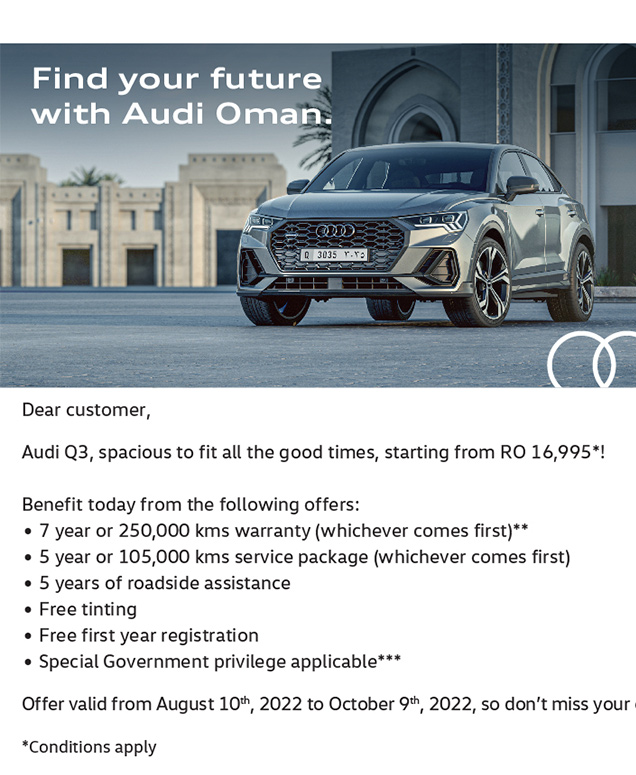 Find your future
with Audi Oman.
Q 3035 ٣٠٣٥
Dear customer,
Audi Q3, spacious to fit all the good times, starting from RO 16,995*!
Benefit today from the following offers:
• 7 year or 250,000 kms warranty (whichever comes first)**
• 5 year or 105,000 kms service package (whichever comes first)
• 5 years of roadside assistance
• Free tinting
• Free first year registration
• Special Government privilege applicable***
Offer valid from August 10th, 2022 to October 9th, 2022, so don’t miss your
*Conditions apply